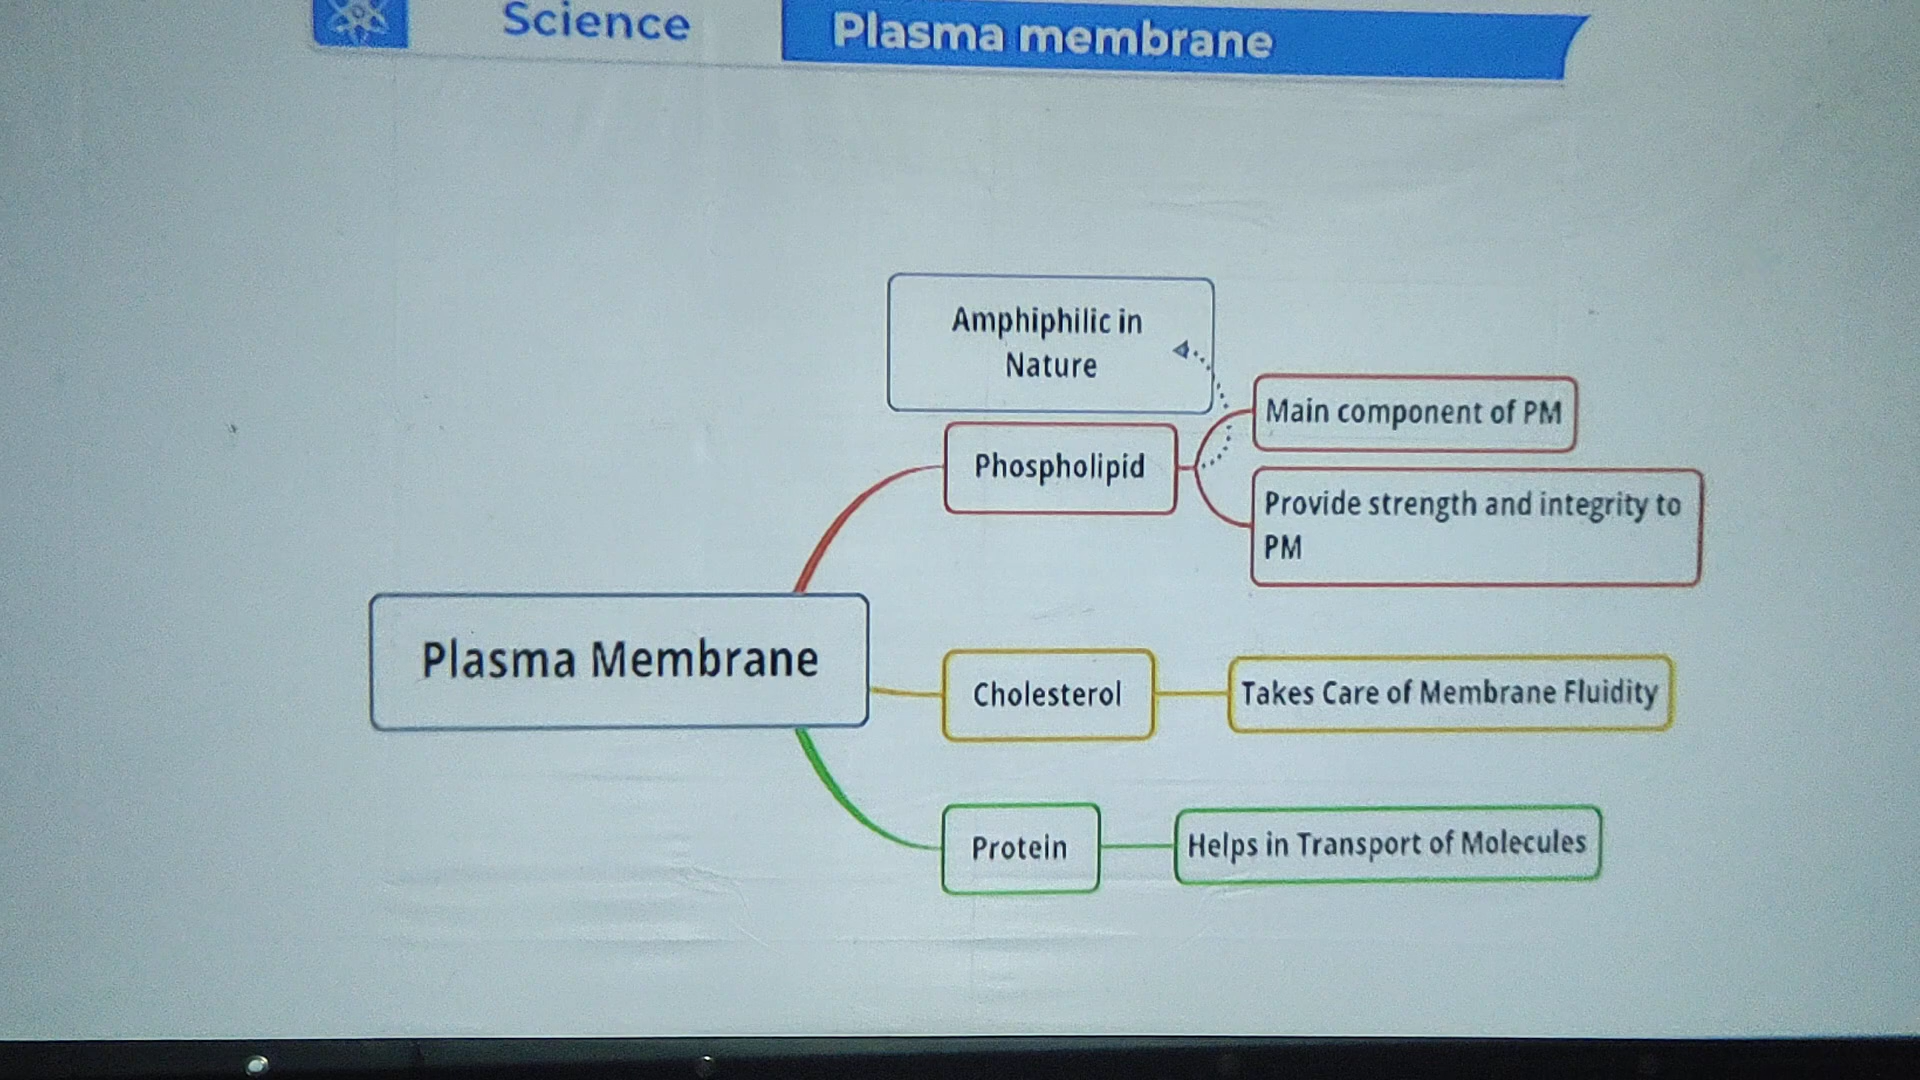 Science
Plasma membrane
Amphiphilic in
Nature
Main component of PM
Phospholipid
Provide strength and integrity to
PM
Plasma Membrane
Cholesterol
Takes Care of Membrane Fluidity
Protein
Helps in Transport of Molecules